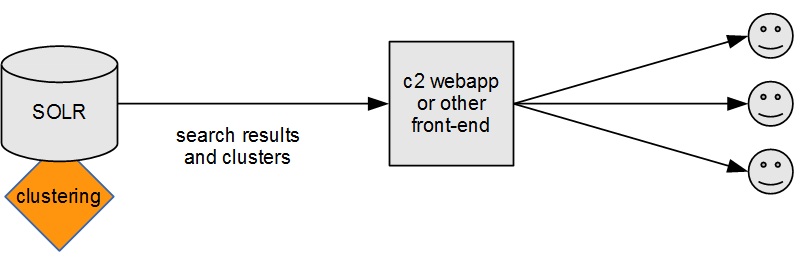 SOLR
clustering
search results
and clusters
c2 webapp
or other
front-end